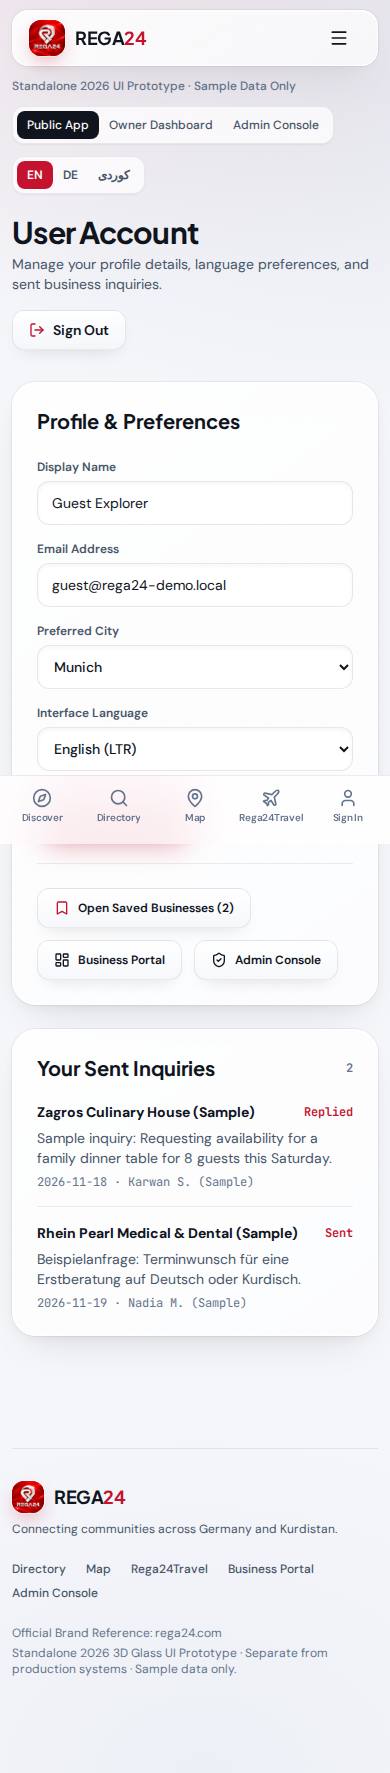 REGA24
REGA24
Standalone 2026 UI Prototype · Sample Data Only
Public App
Owner Dashboard
Admin Console
EN
DE
کوردی
User Account
Manage your profile details, language preferences, and
sent business inquiries.
Sign Out
Profile & Preferences
Display Name
Guest Explorer
Email Address
guest@rega24-demo.local
Preferred City
Munich
Interface Language
English (LTR)
Discover
Directory
Map
Rega24Travel
Sign In
Open Saved Businesses (2)
Business Portal
Admin Console
Your Sent Inquiries
2
Zagros Culinary House (Sample)
Replied
Sample inquiry: Requesting availability for a
family dinner table for 8 guests this Saturday.
2026-11-18 · Karwan S. (Sample)
Rhein Pearl Medical & Dental (Sample)
Sent
Beispielanfrage: Terminwunsch für eine
Erstberatung auf Deutsch oder Kurdisch.
2026-11-19 · Nadia M. (Sample)
REGA24
REGA24
Connecting communities across Germany and Kurdistan.
Directory
Map
Rega24Travel
Business Portal
Admin Console
Official Brand Reference: rega24.com
Standalone 2026 3D Glass UI Prototype · Separate from
production systems · Sample data only.